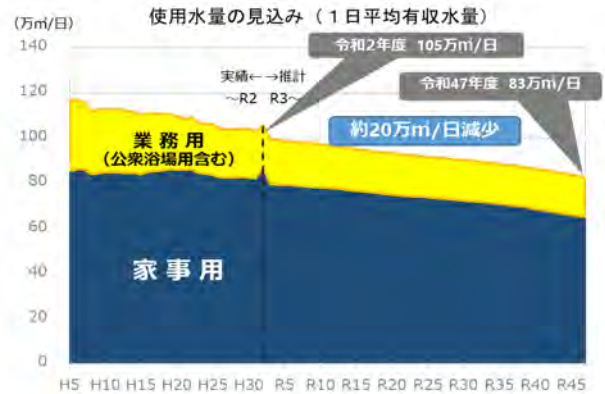 使用水量の見込み（１日平均有収水量）
(万㎥/日)
140
120
100
80
60
40
20
0
令和2年度 105万㎥/日
実績←→推計
～R2 R3～
令和47年度 83万㎥/日
約20万㎥/日減少
業務用
（公衆浴場用含む）
家事用
H5 H10 H15 H20 H25 H30 R5 R10 R15 R20 R25 R30 R35 R40 R45